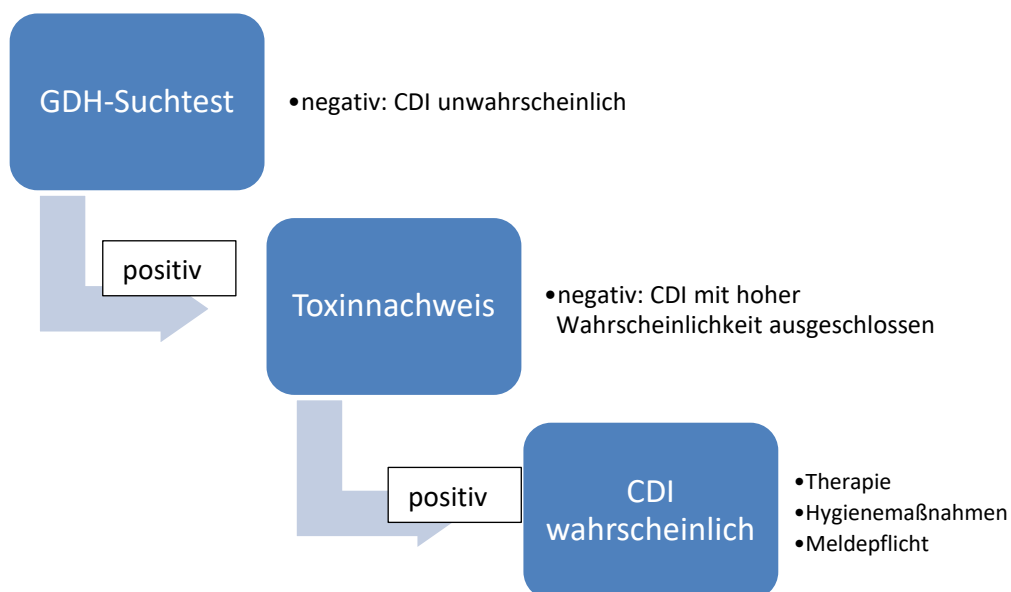 GDH-Suchtest
•negativ: CDI unwahrscheinlich
positiv
Toxinnachweis
•negativ: CDI mit hoher
Wahrscheinlichkeit ausgeschlossen
positiv
CDI
wahrscheinlich
•Therapie
•Hygienemaßnahmen
•Meldepflicht